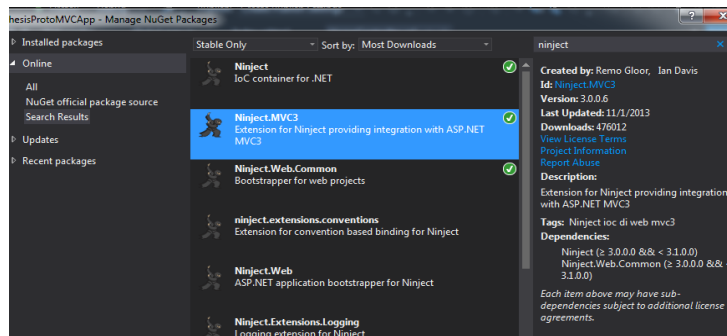 hesisProtoMVCApp - Manage NuGet Packages
Installed packages
Online
All
NuGet official package source
Search Results
Updates
Recent packages
Stable Only
Sort by: Most Downloads
Ninject
IoC container for .NET
Ninject.MVC3
Extension for Ninject providing integration with ASP.NET
MVC3
Ninject.Web.Common
Bootstrapper for web projects
ninject.extensions.conventions
Extension for convention based binding for Ninject
Ninject.Web
ASP.NET application bootstrapper for Ninject
Ninject.Extensions.Logging
Logging extension for Ninject
ninject
Created by: Remo Gloor, Ian Davis
Id: Ninject.MVC3
Version: 3.0.0.6
Last Updated: 11/1/2013
Downloads: 476012
View License Terms
Project Information
Report Abuse
Description:
Extension for Ninject providing integration
with ASP.NET MVC3
Tags: Ninject ioc di web mvc3
Dependencies:
Ninject (≥ 3.0.0.0 && < 3.1.0.0)
Ninject.Web.Common (≥ 3.0.0.0 && <
3.1.0.0)
Each item above may have sub-
dependencies subject to additional license
agreements.